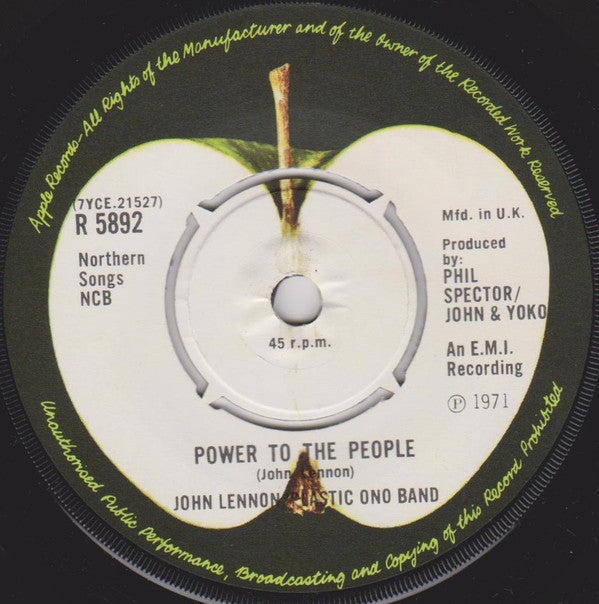 Apple Records-All Rights of the Manufacturer and of the Owner of the Recorded Work Reserved
(7YCE.21527)
R 5892
Northern
Songs
NCB
Mfd. in U.K.
Produced
by:
PHIL
SPECTOR/
JOHN & YOKO
An E.M.I.
Recording
℗ 1971
45 r.p.m.
POWER TO THE PEOPLE
(John Lennon)
JOHN LENNON/PLASTIC ONO BAND
Unauthorised Public Performance, Broadcasting and Copying of this Record Prohibited